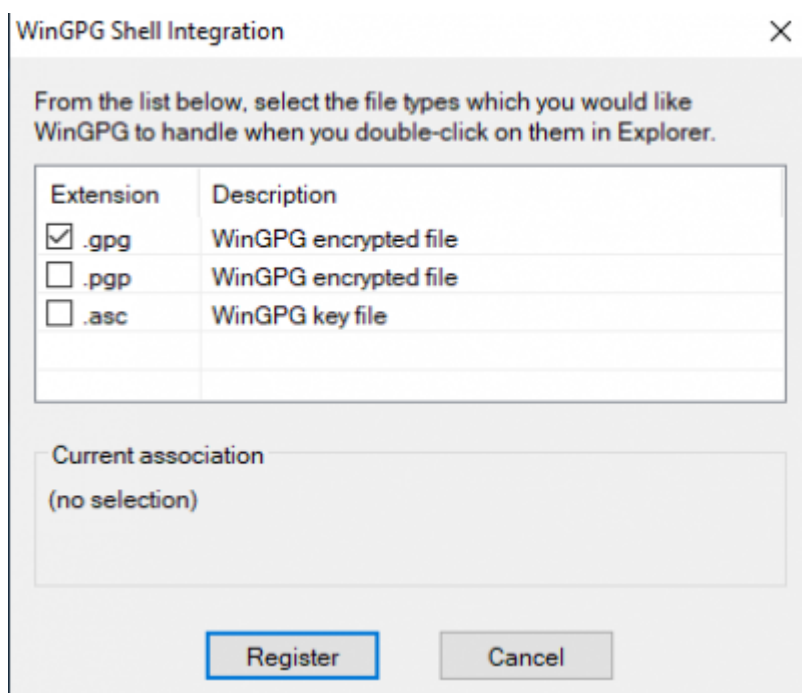 WinGPG Shell Integration
From the list below, select the file types which you would like
WinGPG to handle when you double-click on them in Explorer.
Extension Description
.gpg WinGPG encrypted file
.pgp WinGPG encrypted file
.asc WinGPG key file
Current association
(no selection)
Register Cancel